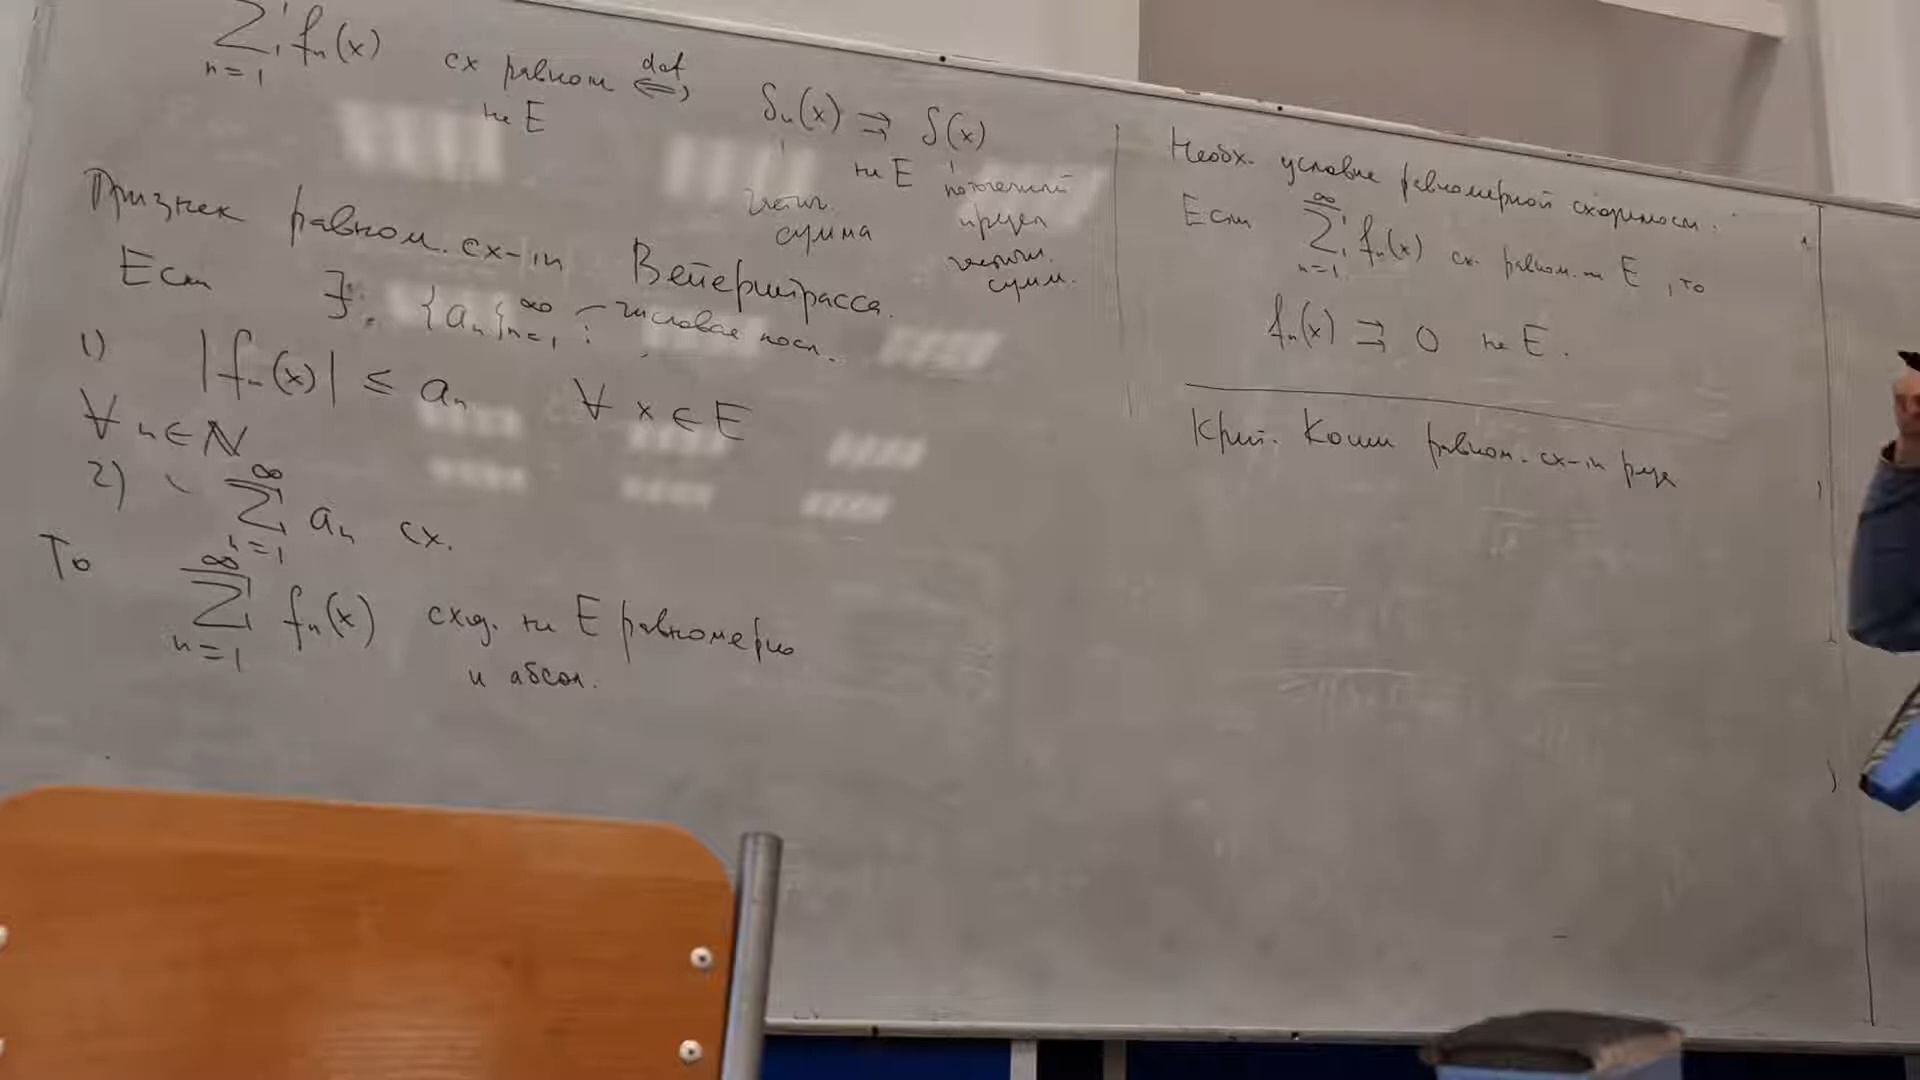 ∑ fₙ(x) сх равном ⇔ def Sₙ(x) ⇉ S(x)
n=1 на E на E
частич. сумма
поточечный предел частичн. сумм.
Признак равном. сх-ти Вейерштрасса.
Если ∃: {aₙ}ₙ₌₁^∞ – числовая посл. :
1) |fₙ(x)| ≤ aₙ ∀ x ∈ E
∀ n ∈ ℕ
2) ∑ₙ₌₁^∞ aₙ сх.
То
∑ₙ₌₁^∞ fₙ(x) сход. на E равномерно
и абсол.
Необх. условие равномерной сходимости.
Если ∑ₙ₌₁^∞ fₙ(x) сх. равном. на E, то
fₙ(x) ⇉ 0 на E.
Крит. Коши равном. сх-ти ряда